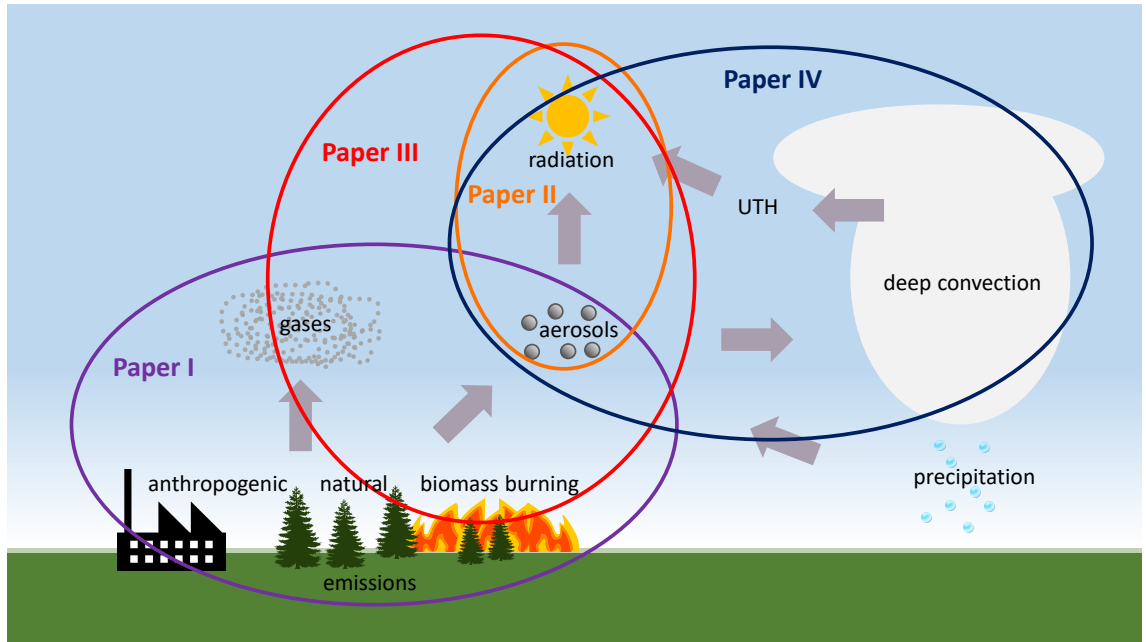 Paper IV
Paper III
radiation
Paper II
UTH
deep convection
gases
aerosols
Paper I
anthropogenic
natural
biomass burning
precipitation
emissions